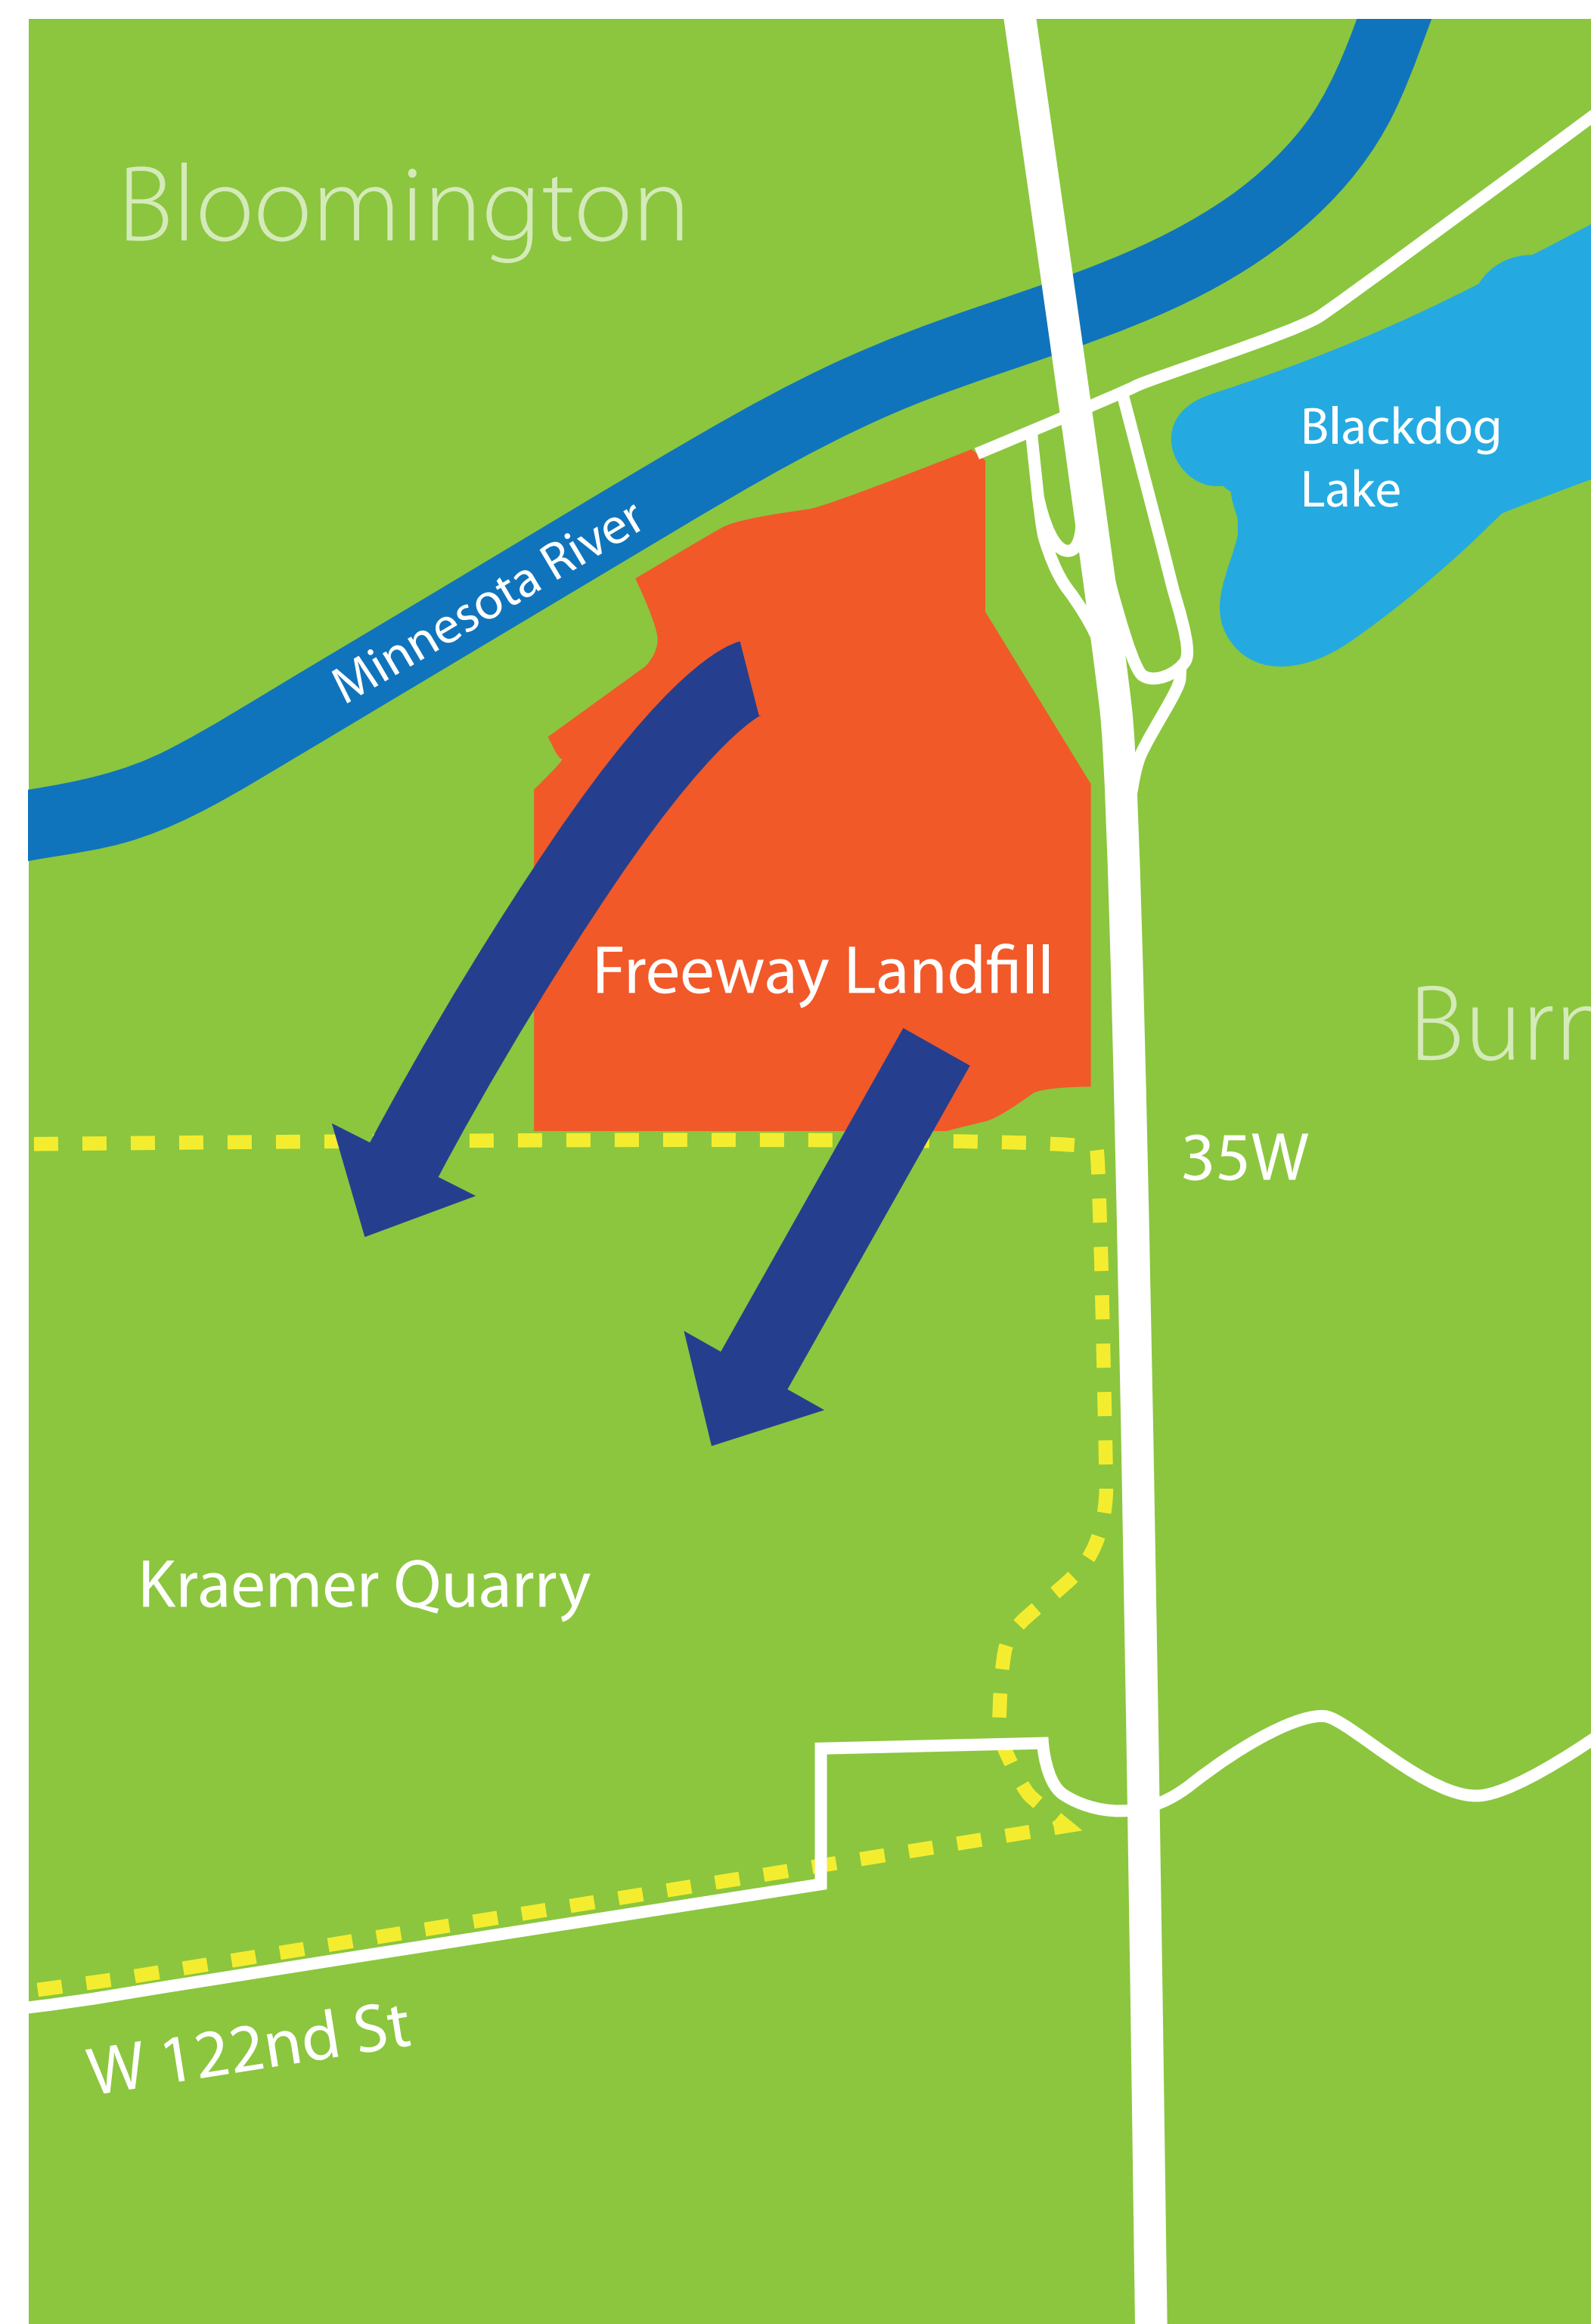 Bloomington
Blackdog
Lake
Minnesota River
Freeway Landfill
Burn
35W
Kraemer Quarry
W 122nd St